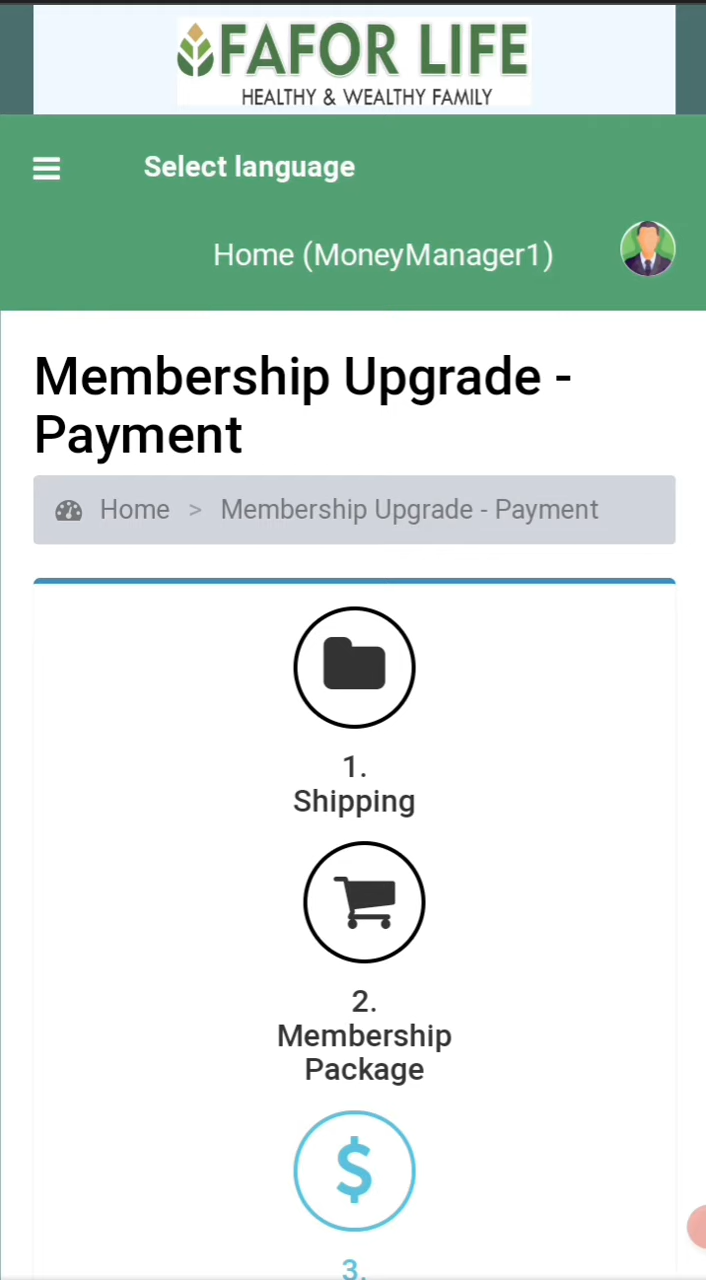 FAFOR LIFE
HEALTHY & WEALTHY FAMILY
Select language
Home (MoneyManager1)
Membership Upgrade -
Payment
Home > Membership Upgrade - Payment
1.
Shipping
2.
Membership
Package
$
3.